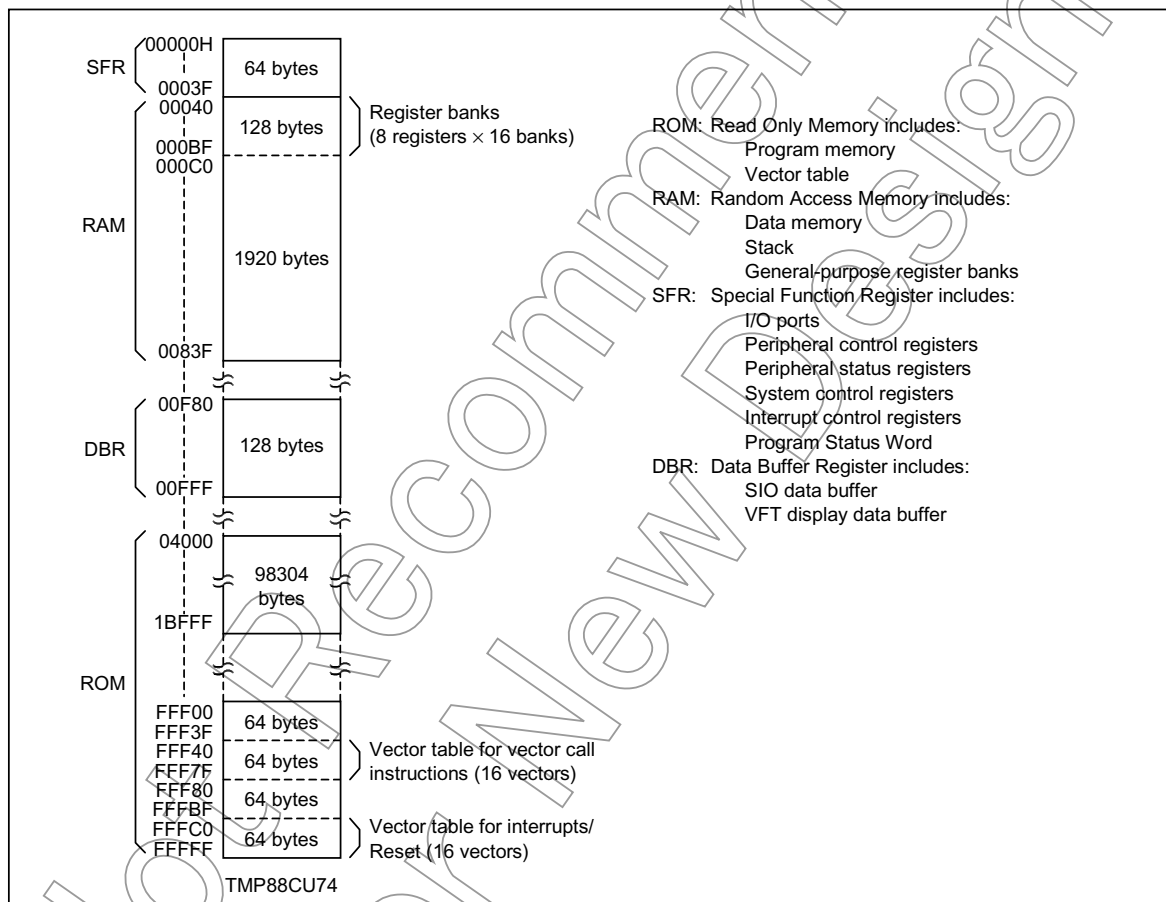 00000H
SFR
64 bytes
0003F
00040
128 bytes
Register banks
(8 registers × 16 banks)
000BF
000C0
RAM
1920 bytes
0083F
00F80
DBR
128 bytes
00FFF
04000
98304
bytes
1BFFF
ROM
FFF00
64 bytes
FFF3F
FFF40
64 bytes
Vector table for vector call
instructions (16 vectors)
FFF7F
FFF80
64 bytes
FFFBF
FFFC0
64 bytes
Vector table for interrupts/
Reset (16 vectors)
FFFFF
TMP88CU74
ROM: Read Only Memory includes:
Program memory
Vector table
RAM: Random Access Memory includes:
Data memory
Stack
General-purpose register banks
SFR: Special Function Register includes:
I/O ports
Peripheral control registers
Peripheral status registers
System control registers
Interrupt control registers
Program Status Word
DBR: Data Buffer Register includes:
SIO data buffer
VFT display data buffer
Recommen
New Design